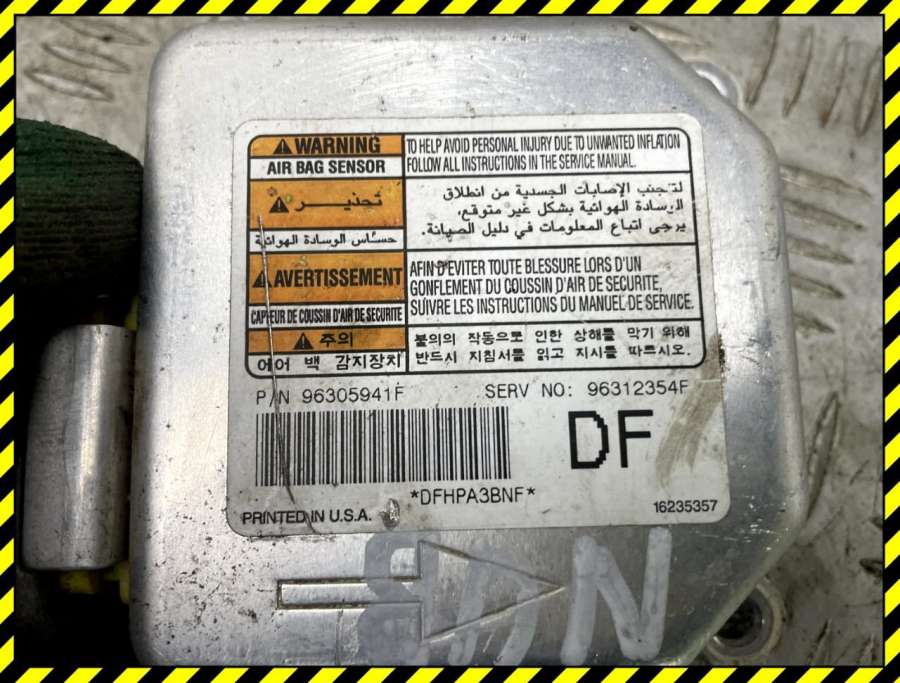 WARNING
AIR BAG SENSOR
TO HELP AVOID PERSONAL INJURY DUE TO UNWANTED INFLATION
FOLLOW ALL INSTRUCTIONS IN THE SERVICE MANUAL.
تحذير
حساس الوسادة الهوائية
لتجنب الإصابات الجسدية من انطلاق
الوسادة الهوائية بشكل غير متوقع،
يرجى اتباع المعلومات في دليل الصيانة.
AVERTISSEMENT
CAPTEUR DE COUSSIN D'AIR DE SECURITE
AFIN D'EVITER TOUTE BLESSURE LORS D'UN
GONFLEMENT DU COUSSIN D'AIR DE SECURITE,
SUIVRE LES INSTRUCTIONS DU MANUEL DE SERVICE.
주의
에어 백 감지장치
불의의 작동으로 인한 상해를 막기 위해
반드시 지침서를 읽고 지시를 따르시오.
P/N 96305941F
SERV NO: 96312354F
DF
*DFHPA3BNF*
PRINTED IN U.S.A.
16235357